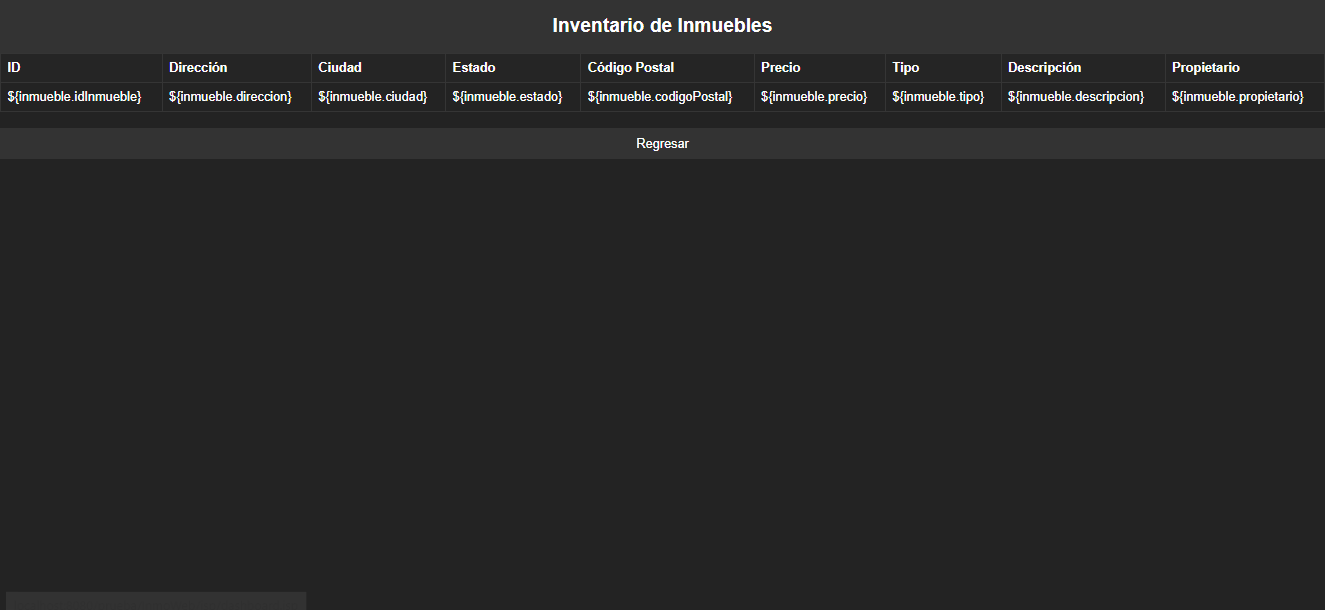 Inventario de Inmuebles
ID Dirección Ciudad Estado Código Postal Precio Tipo Descripción Propietario
${inmueble.idInmueble} ${inmueble.direccion} ${inmueble.ciudad} ${inmueble.estado} ${inmueble.codigoPostal} ${inmueble.precio} ${inmueble.tipo} ${inmueble.descripcion} ${inmueble.propietario}
Regresar